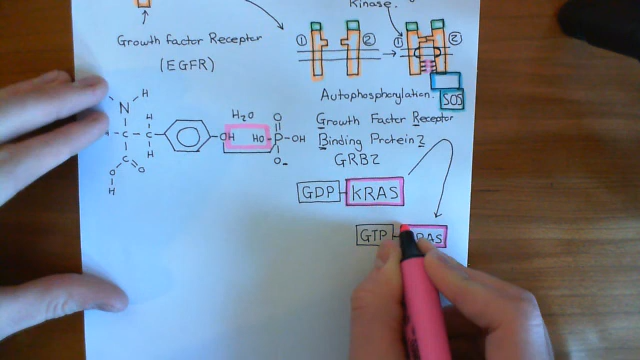 Kinase.
Growth Factor Receptor
(EGFR)
1 2
1 2
Autophosphorylation.
SOS
Growth Factor Receptor
Binding Protein 2
GRB2
N H
H
C C
H
C O
O
H
H2O
OH HO P OH
O
O-
GDP KRAS
GTP